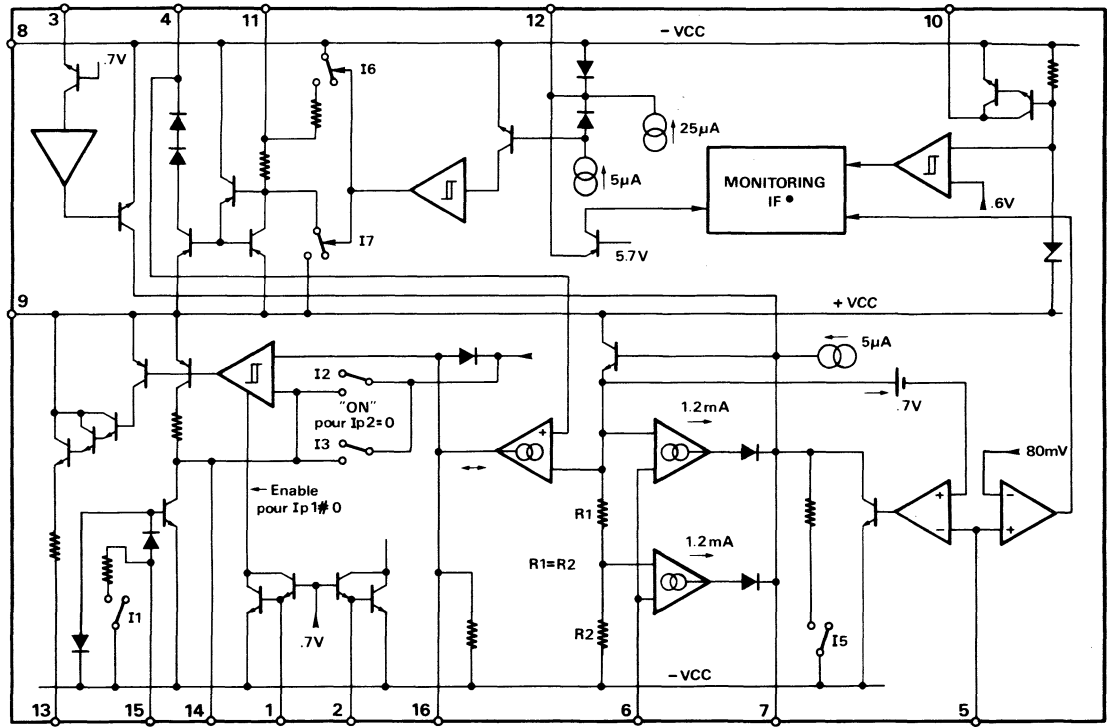 3
4
11
12
10
8
− VCC
.7V
I6
25µA
5µA
MONITORING
IF •
.6V
I7
5.7V
9
+ VCC
5µA
I2
"ON"
pour Ip2=0
I3
1.2mA
.7V
+
80mV
← Enable
pour Ip1#0
R1
+
−
−
+
R1=R2
1.2mA
I1
.7V
R2
I5
− VCC
13
15
14
1
2
16
6
7
5